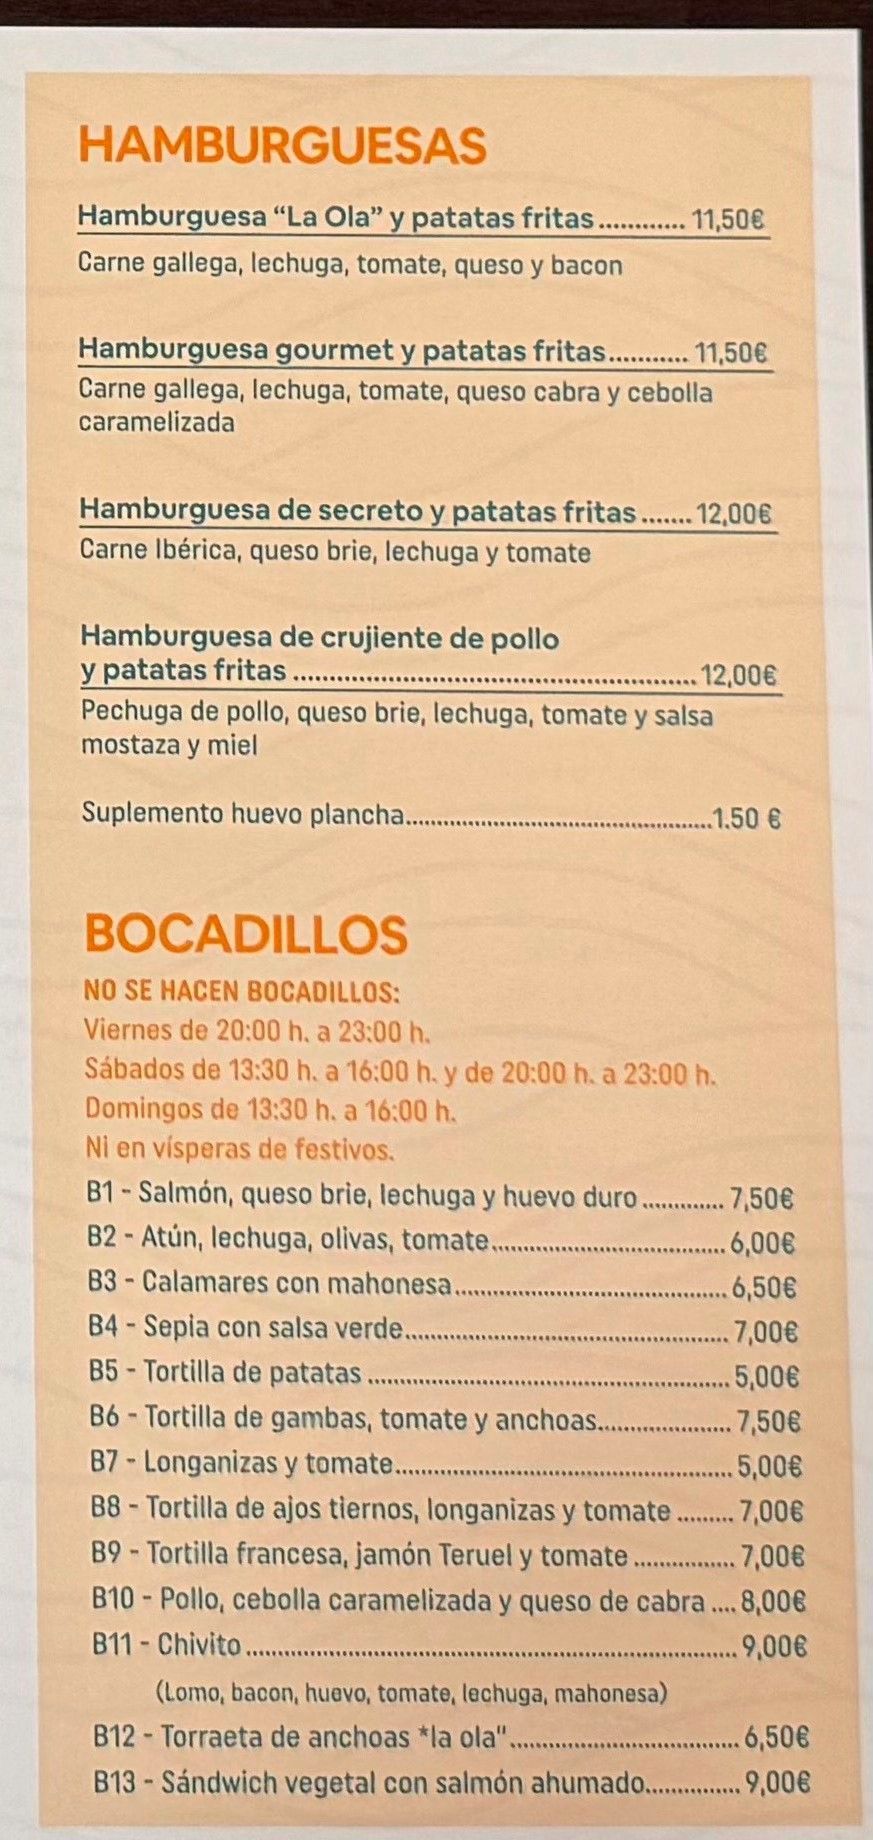 HAMBURGUESAS
Hamburguesa “La Ola” y patatas fritas............ 11,50€
Carne gallega, lechuga, tomate, queso y bacon
Hamburguesa gourmet y patatas fritas........... 11,50€
Carne gallega, lechuga, tomate, queso cabra y cebolla
caramelizada
Hamburguesa de secreto y patatas fritas....... 12,00€
Carne Ibérica, queso brie, lechuga y tomate
Hamburguesa de crujiente de pollo
y patatas fritas ...................................................... 12,00€
Pechuga de pollo, queso brie, lechuga, tomate y salsa
mostaza y miel
Suplemento huevo plancha..............................................1.50 €
BOCADILLOS
NO SE HACEN BOCADILLOS:
Viernes de 20:00 h. a 23:00 h.
Sábados de 13:30 h. a 16:00 h. y de 20:00 h. a 23:00 h.
Domingos de 13:30 h. a 16:00 h.
Ni en vísperas de festivos.
B1 - Salmón, queso brie, lechuga y huevo duro ............. 7,50€
B2 - Atún, lechuga, olivas, tomate................................... 6,00€
B3 - Calamares con mahonesa......................................... 6,50€
B4 - Sepia con salsa verde................................................ 7,00€
B5 - Tortilla de patatas ..................................................... 5,00€
B6 - Tortilla de gambas, tomate y anchoas.................... 7,50€
B7 - Longanizas y tomate.................................................. 5,00€
B8 - Tortilla de ajos tiernos, longanizas y tomate ......... 7,00€
B9 - Tortilla francesa, jamón Teruel y tomate ............... 7,00€
B10 - Pollo, cebolla caramelizada y queso de cabra .... 8,00€
B11 - Chivito ......................................................................... 9,00€
(Lomo, bacon, huevo, tomate, lechuga, mahonesa)
B12 - Torraeta de anchoas *la ola".................................. 6,50€
B13 - Sándwich vegetal con salmón ahumado............... 9,00€